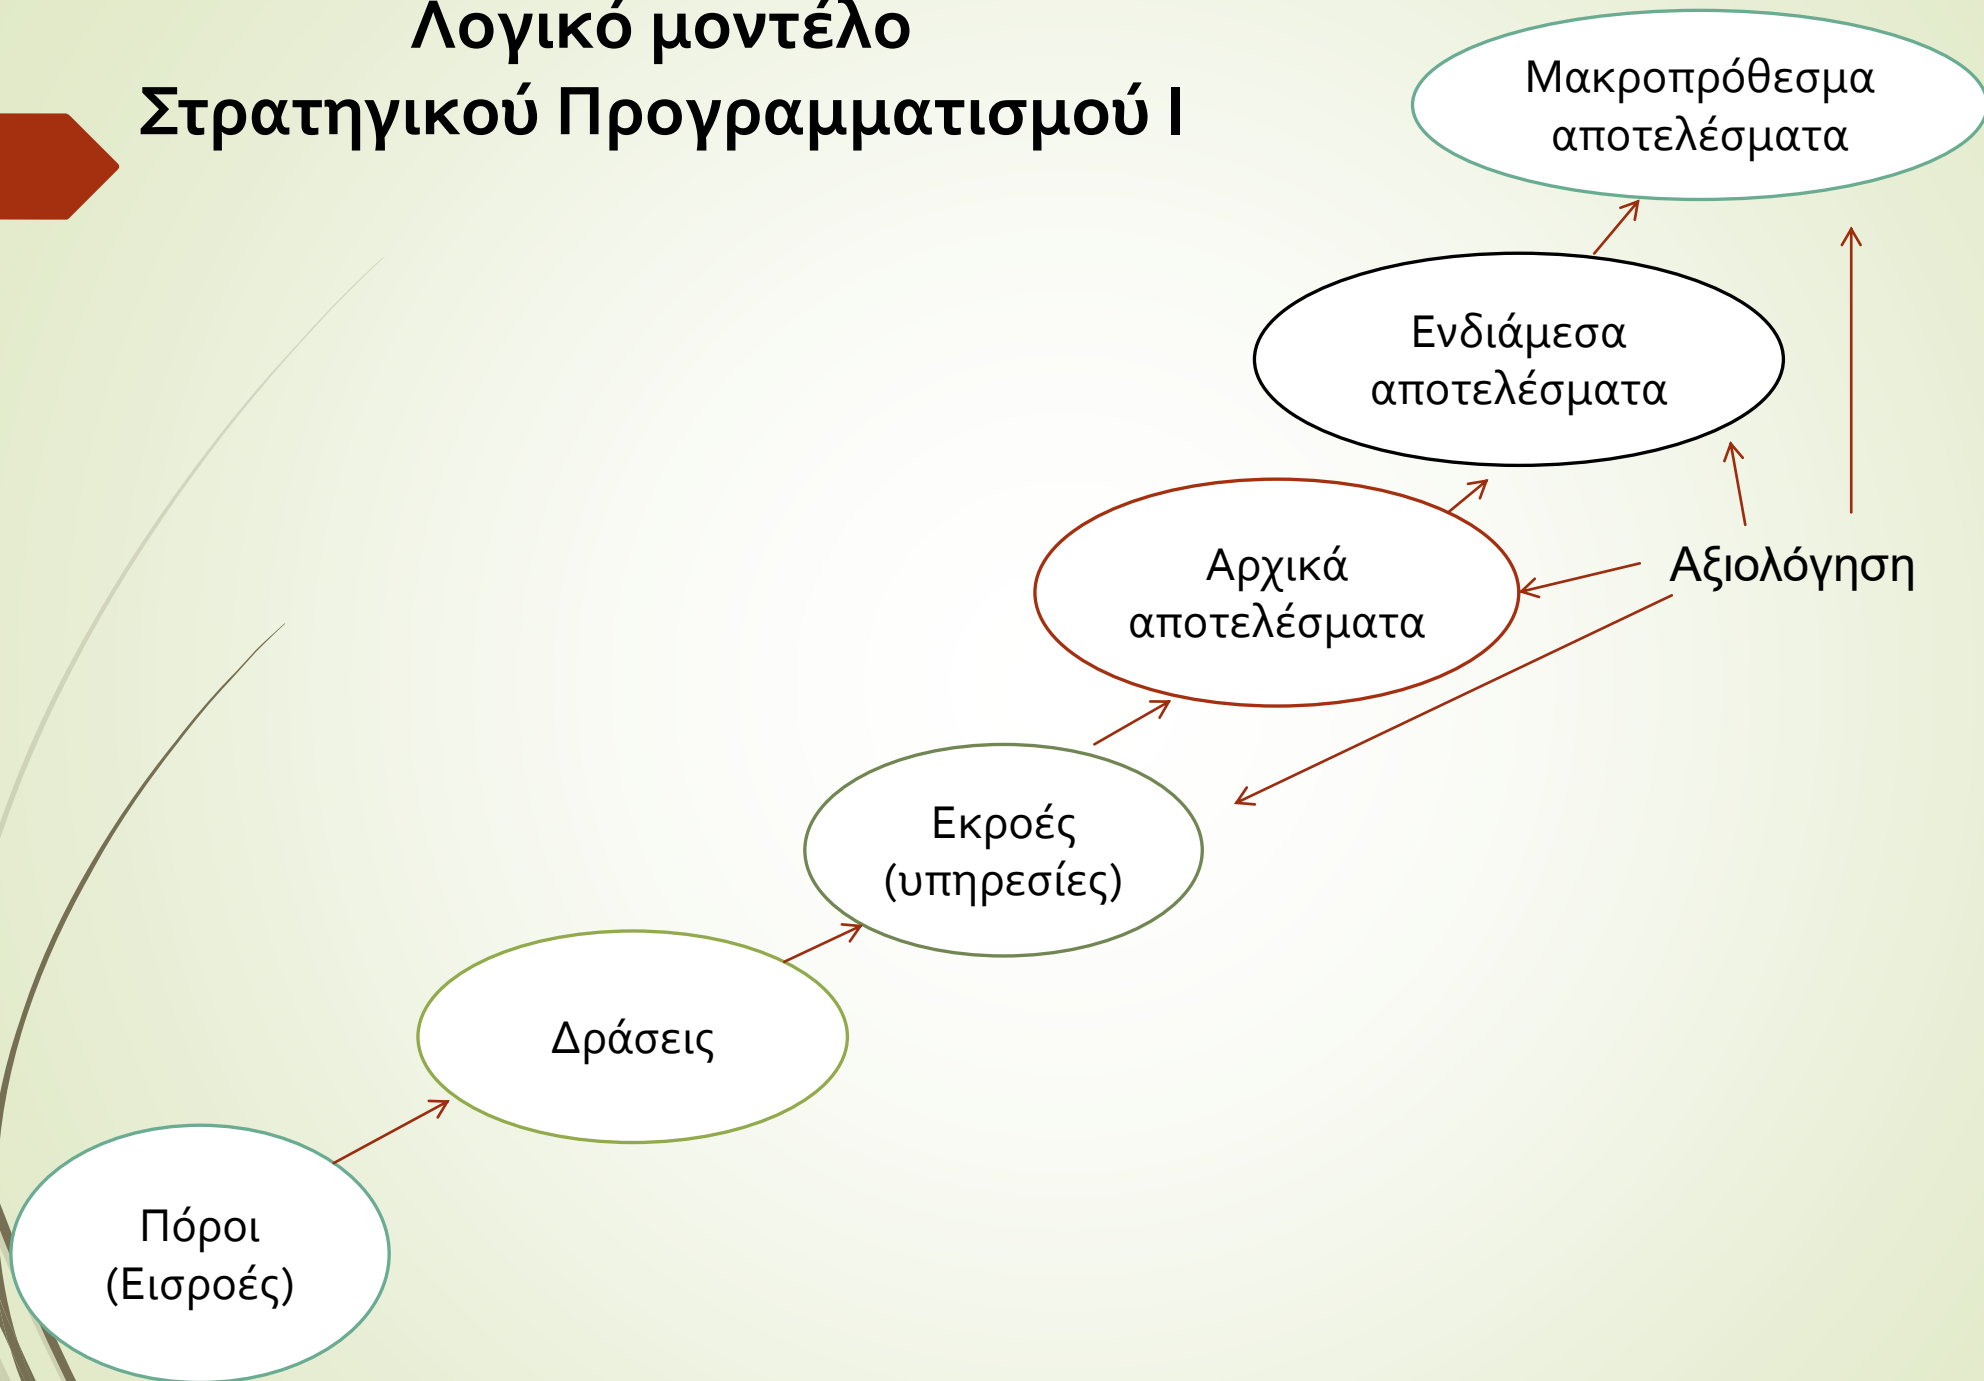 Λογικό μοντέλο
Στρατηγικού Προγραμματισμού Ι
Μακροπρόθεσμα
αποτελέσματα
Ενδιάμεσα
αποτελέσματα
Αρχικά
αποτελέσματα
Αξιολόγηση
Εκροές
(υπηρεσίες)
Δράσεις
Πόροι
(Εισροές)